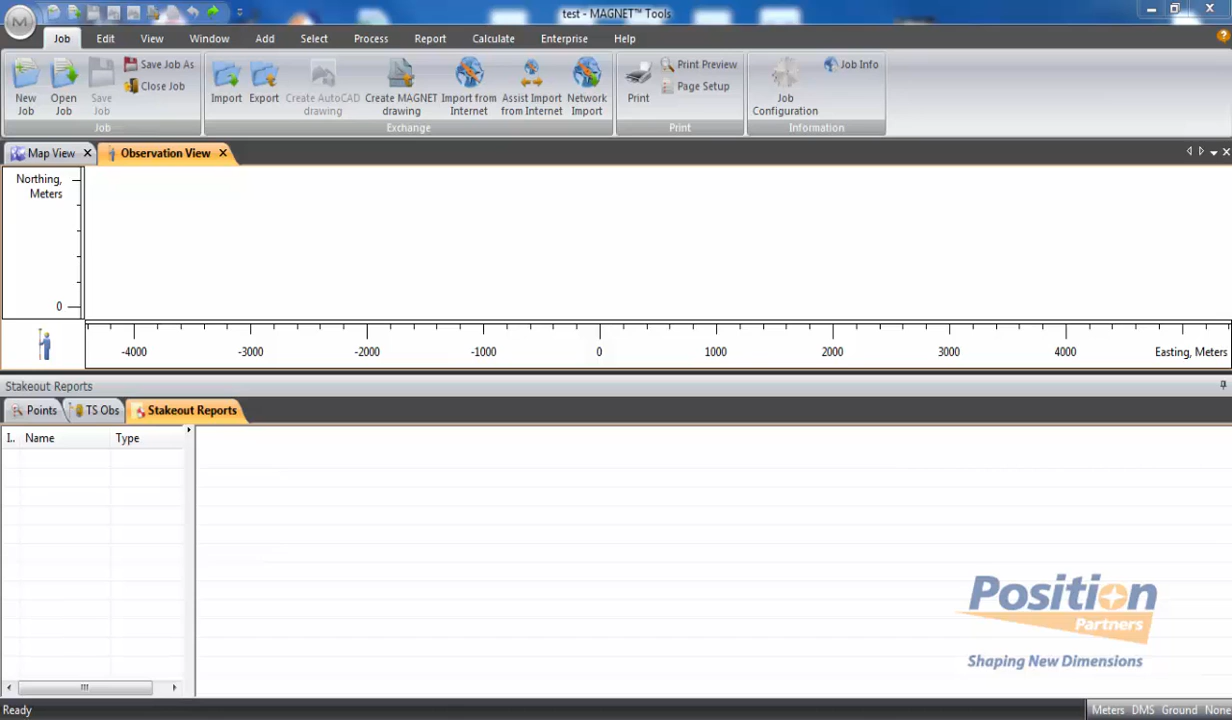 test - MAGNET™ Tools
M
Job Edit View Window Add Select Process Report Calculate Enterprise Help
New Job
Open Job
Save Job
Save Job As
Close Job
Job
Import
Export
Create AutoCAD drawing
Create MAGNET drawing
Import from Internet
Assist Import from Internet
Network Import
Exchange
Print
Print Preview
Page Setup
Print
Job Configuration
Job Info
Information
Map View
Observation View
Northing, Meters
0
-4000 -3000 -2000 -1000 0 1000 2000 3000 4000 Easting, Meters
Stakeout Reports
Points TS Obs Stakeout Reports
I.. Name Type
Position
Partners
Shaping New Dimensions
Ready
Meters DMS Ground None